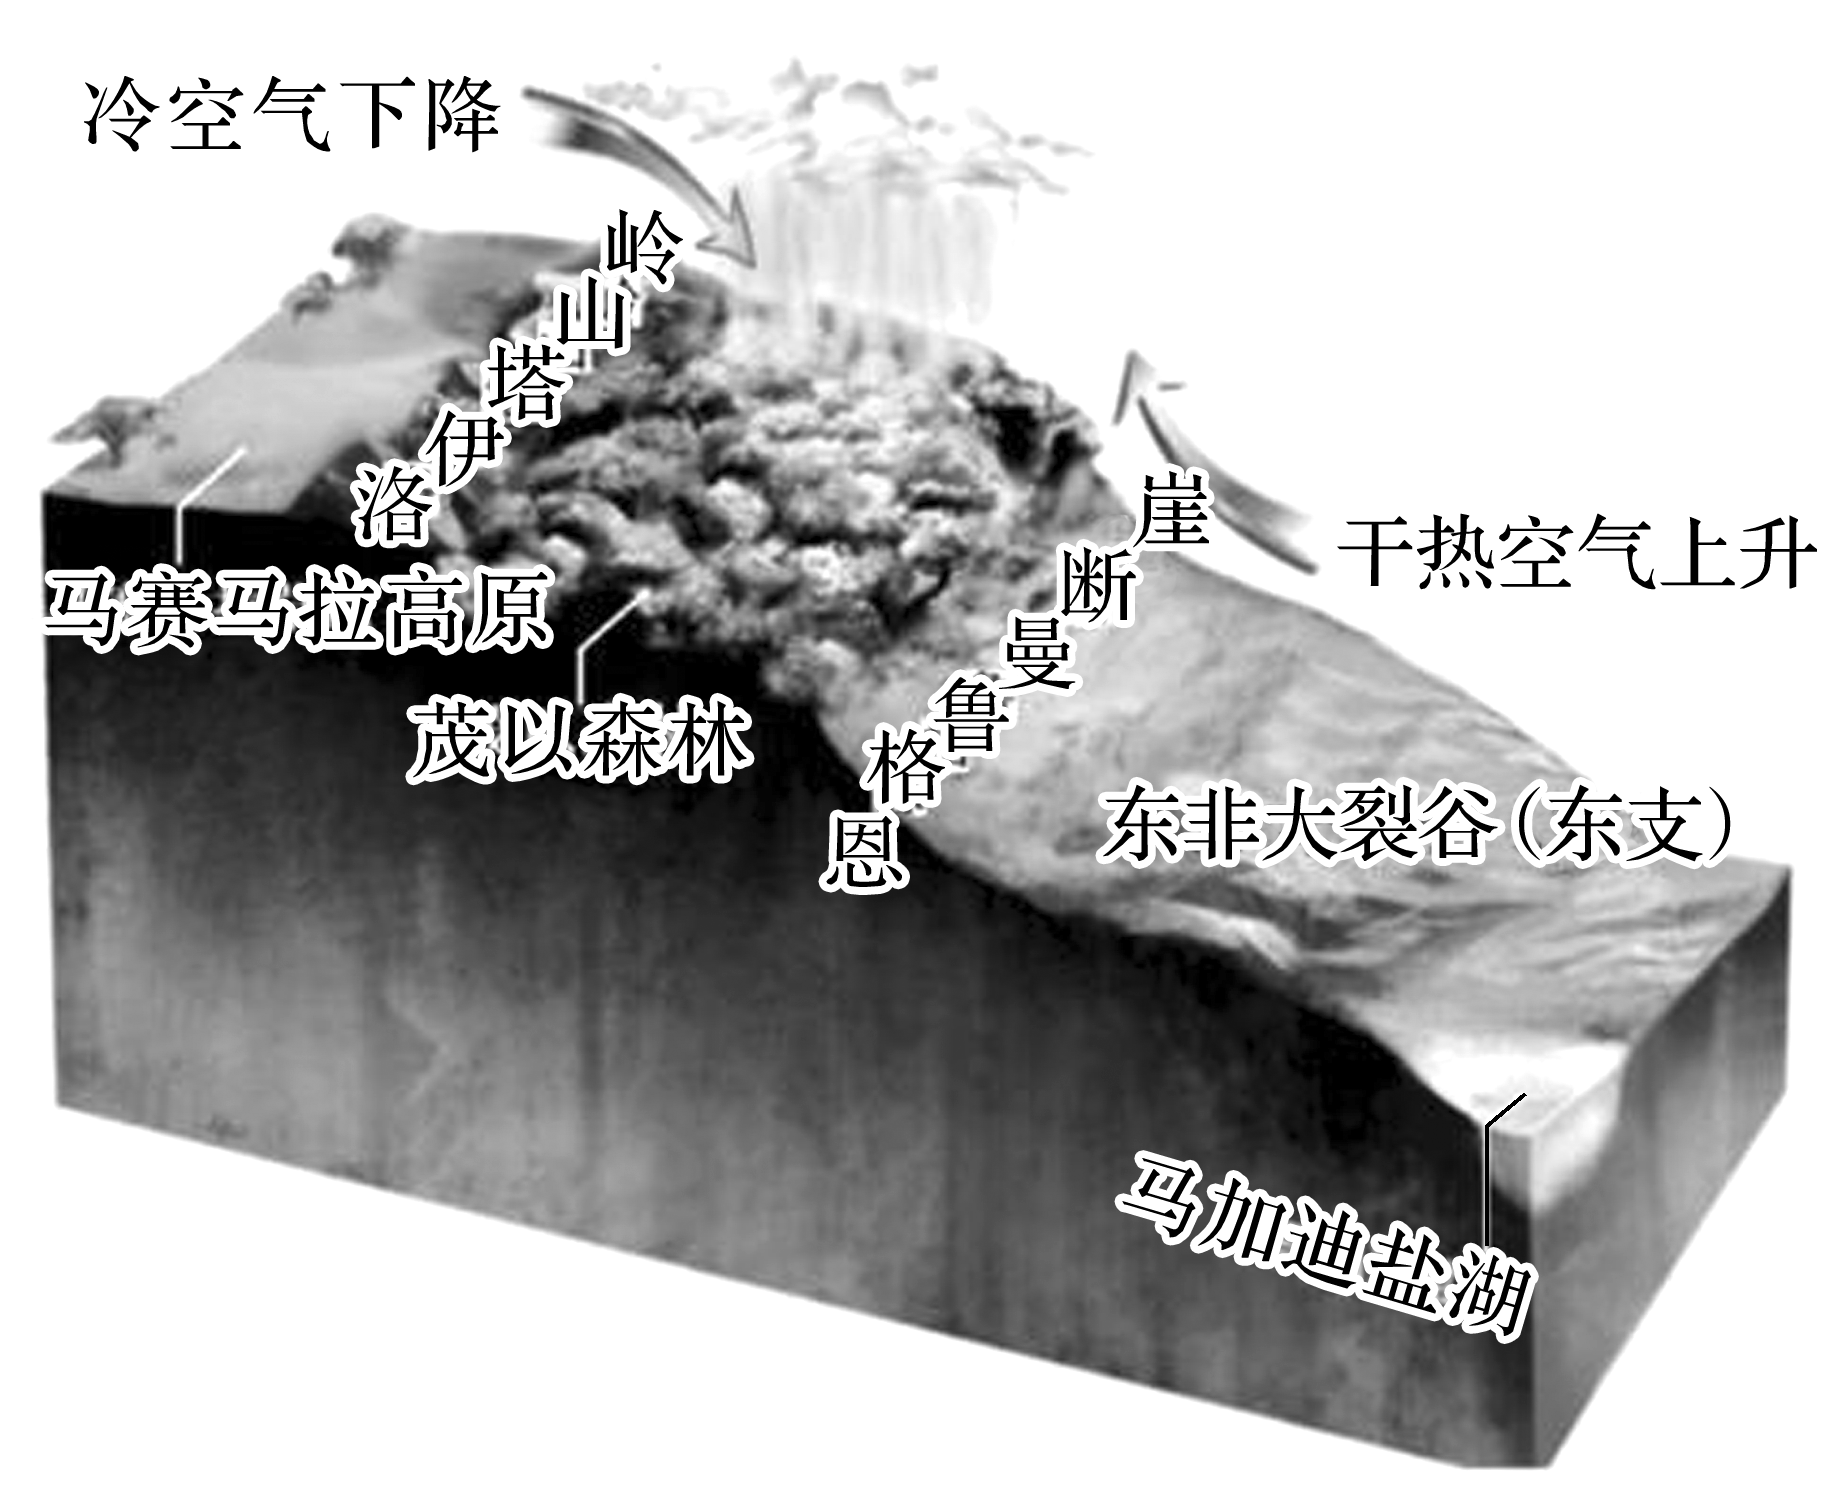 冷空气下降
洛伊塔山岭
干热空气上升
马赛马拉高原
茂以森林
恩格鲁曼断崖
东非大裂谷(东支)
马加迪盐湖